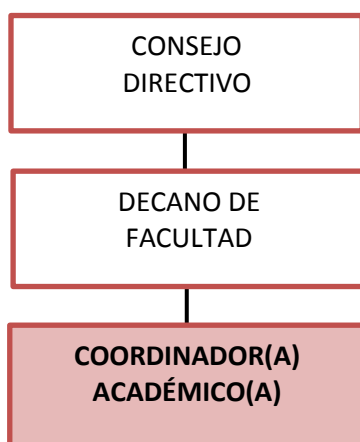 CONSEJO
DIRECTIVO
DECANO DE
FACULTAD
COORDINADOR(A)
ACADÉMICO(A)